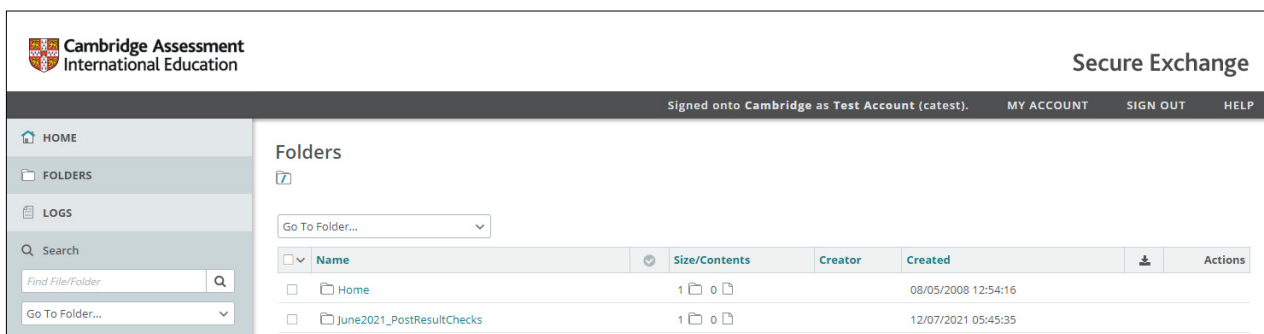 Cambridge Assessment
International Education
Secure Exchange
Signed onto Cambridge as Test Account (catest). MY ACCOUNT SIGN OUT HELP
HOME
FOLDERS
LOGS
Search
Find File/Folder
Go To Folder...
Folders
Go To Folder...
Name Size/Contents Creator Created Actions
Home 1 0 08/05/2008 12:54:16
June2021_PostResultChecks 1 0 12/07/2021 05:45:35